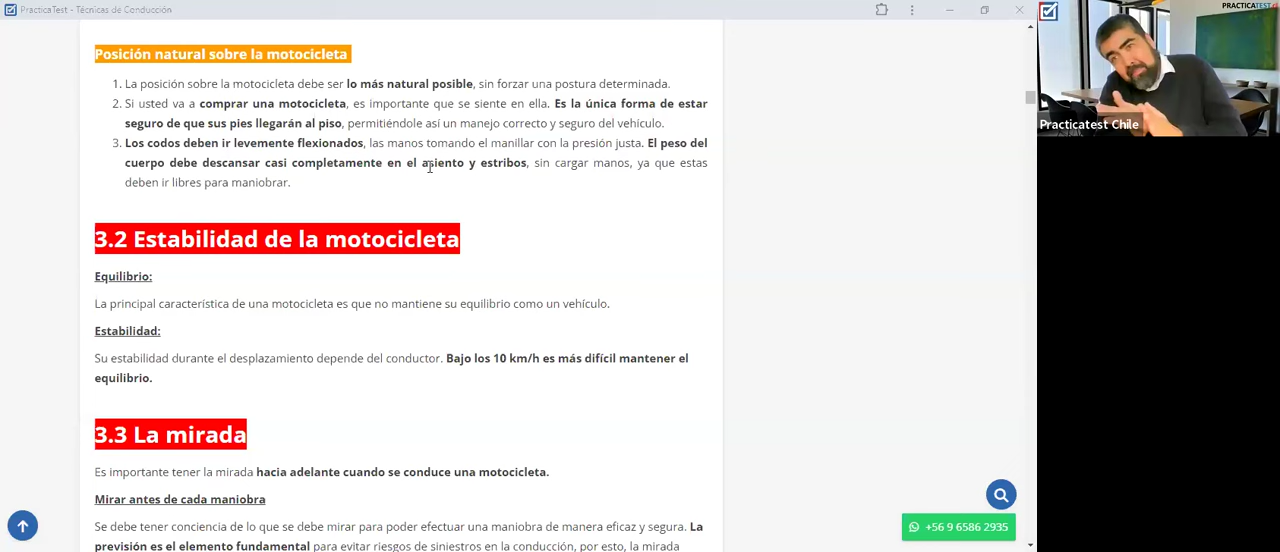 PracticaTest - Técnicas de Conducción
PRACTICATEST.cl
Practicatest Chile
Posición natural sobre la motocicleta
1. La posición sobre la motocicleta debe ser lo más natural posible, sin forzar una postura determinada.
2. Si usted va a comprar una motocicleta, es importante que se siente en ella. Es la única forma de estar
seguro de que sus pies llegarán al piso, permitiéndole así un manejo correcto y seguro del vehículo.
3. Los codos deben ir levemente flexionados, las manos tomando el manillar con la presión justa. El peso del
cuerpo debe descansar casi completamente en el asiento y estribos, sin cargar manos, ya que estas
deben ir libres para maniobrar.
3.2 Estabilidad de la motocicleta
Equilibrio:
La principal característica de una motocicleta es que no mantiene su equilibrio como un vehículo.
Estabilidad:
Su estabilidad durante el desplazamiento depende del conductor. Bajo los 10 km/h es más difícil mantener el
equilibrio.
3.3 La mirada
Es importante tener la mirada hacia adelante cuando se conduce una motocicleta.
Mirar antes de cada maniobra
Se debe tener conciencia de lo que se debe mirar para poder efectuar una maniobra de manera eficaz y segura. La
previsión es el elemento fundamental para evitar riesgos de siniestros en la conducción, por esto, la mirada
+56 9 6586 2935